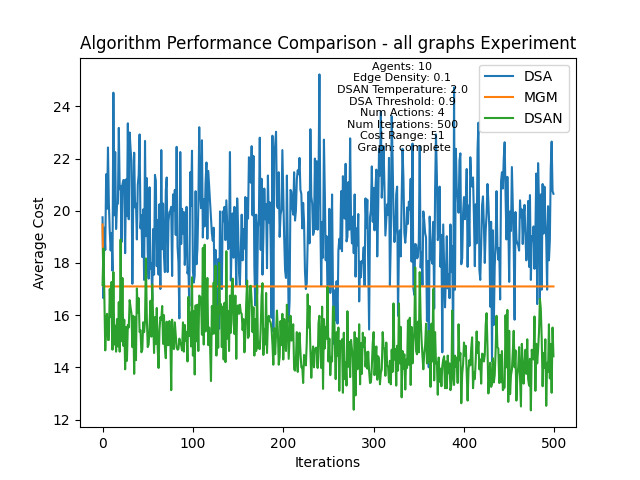 Algorithm Performance Comparison - all graphs Experiment
Agents: 10
Edge Density: 0.1
DSAN Temperature: 2.0
DSA Threshold: 0.9
Num Actions: 4
Num Iterations: 500
Cost Range: 51
Graph: complete
DSA
MGM
DSAN
Average Cost
24
22
20
18
16
14
12
0
100
200
300
400
500
Iterations